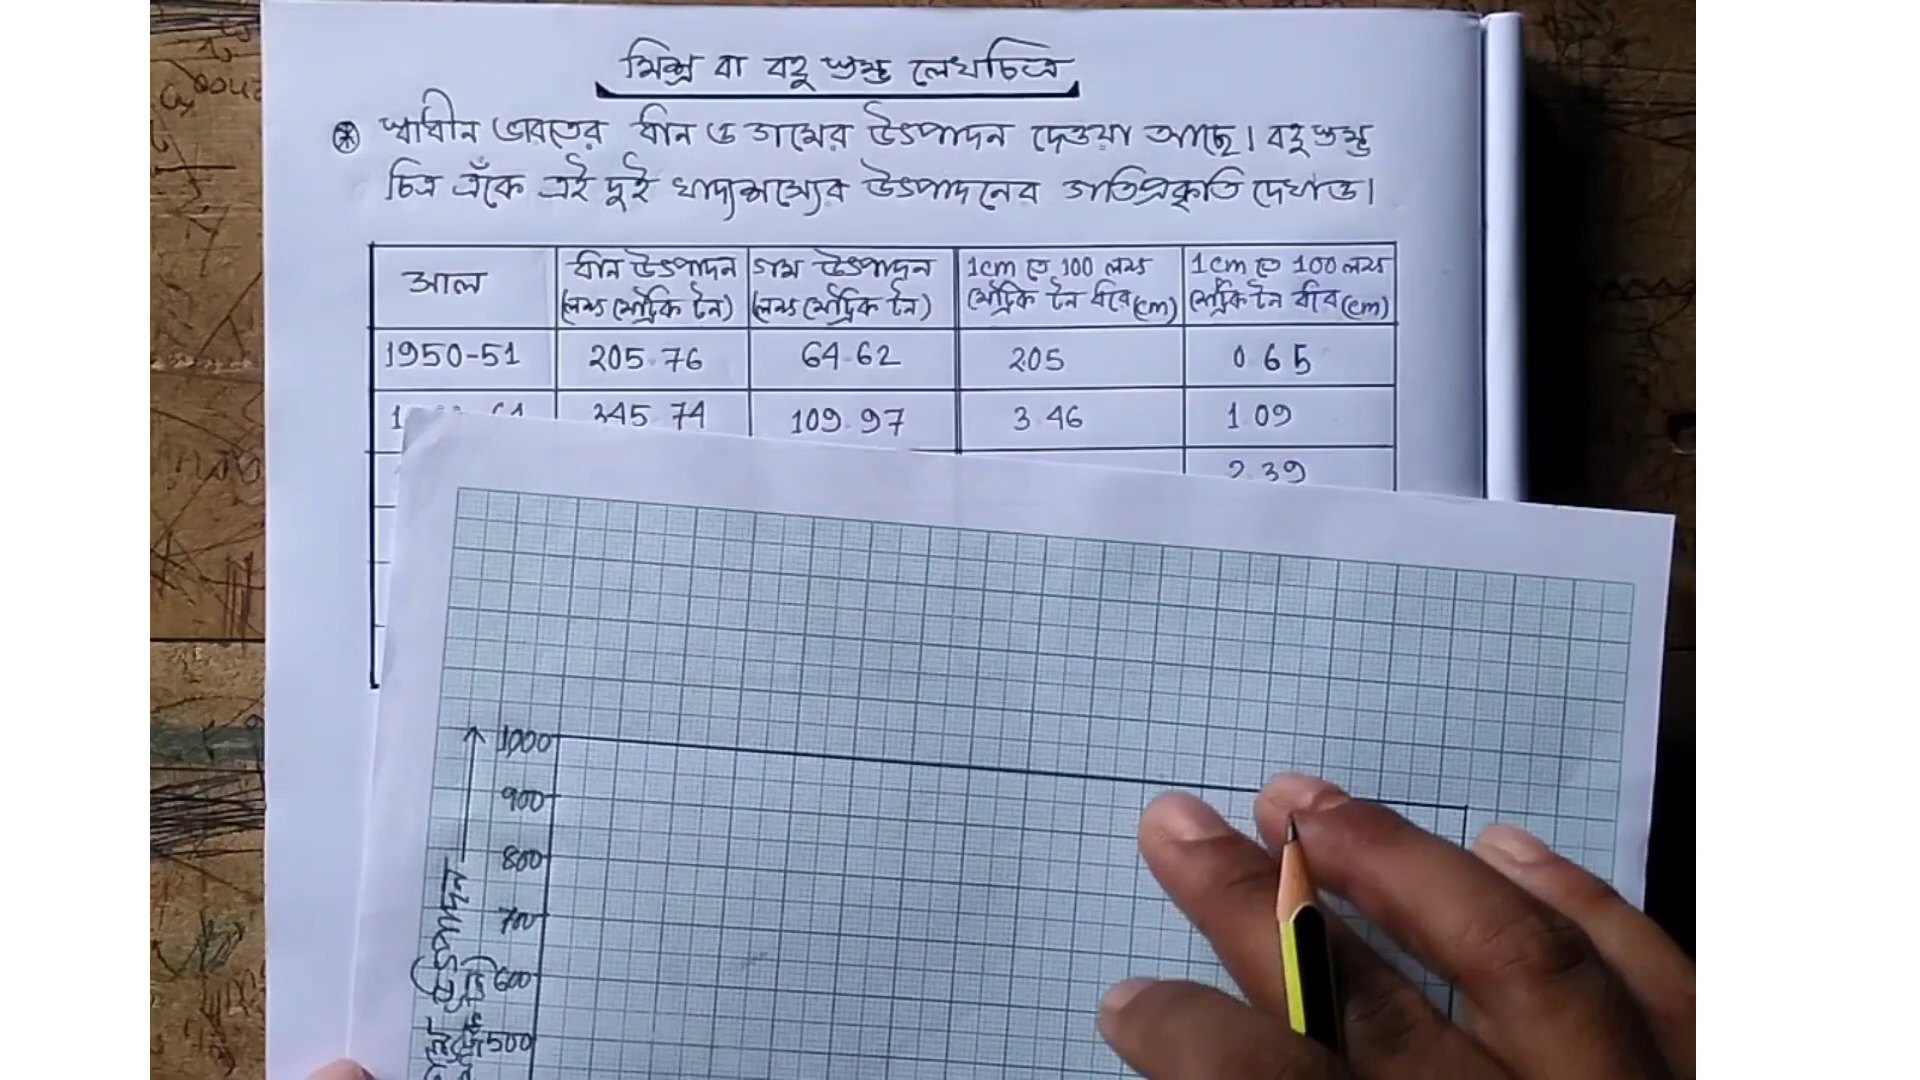 মিশ্র বা বহু স্তম্ভ লেখচিত্র
স্বাধীন ভারতের ধান ও গমের উৎপাদন দেওয়া আছে। বহু স্তম্ভ
চিত্র এঁকে এই দুই খাদ্যশস্যের উৎপাদনের গতিপ্রকৃতি দেখাও।
সাল
ধান উৎপাদন
(লক্ষ মেট্রিক টন)
গম উৎপাদন
(লক্ষ মেট্রিক টন)
1cm তে 100 লক্ষ
মেট্রিক টন ধরে (cm)
1cm তে 100 লক্ষ
মেট্রিক টন ধরে (cm)
1950-51 205.76 64.62 2.05 0.65
345.74 109.97 3.46 1.09
2.39
1000
900
800
700
600
500